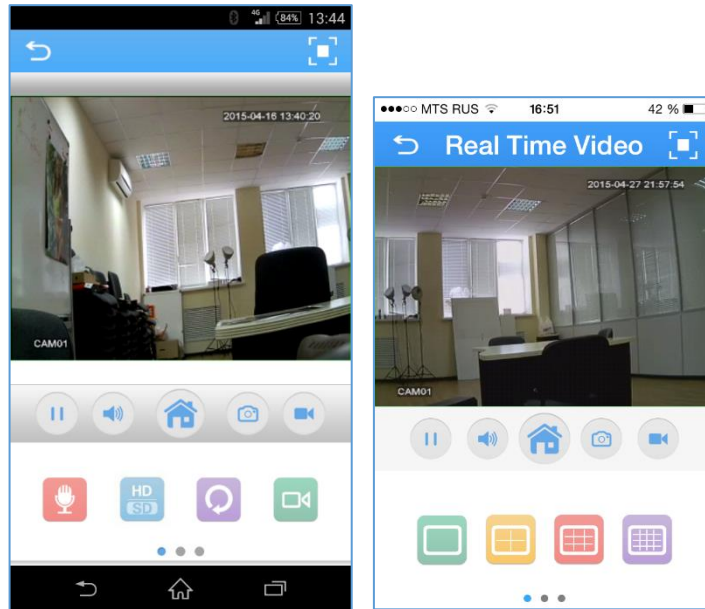 4G 84% 13:44
2015-04-16 13:40:20
CAM01
HD
SD
MTS RUS 16:51 42 %
Real Time Video
2015-04-27 21:57:54
CAM01